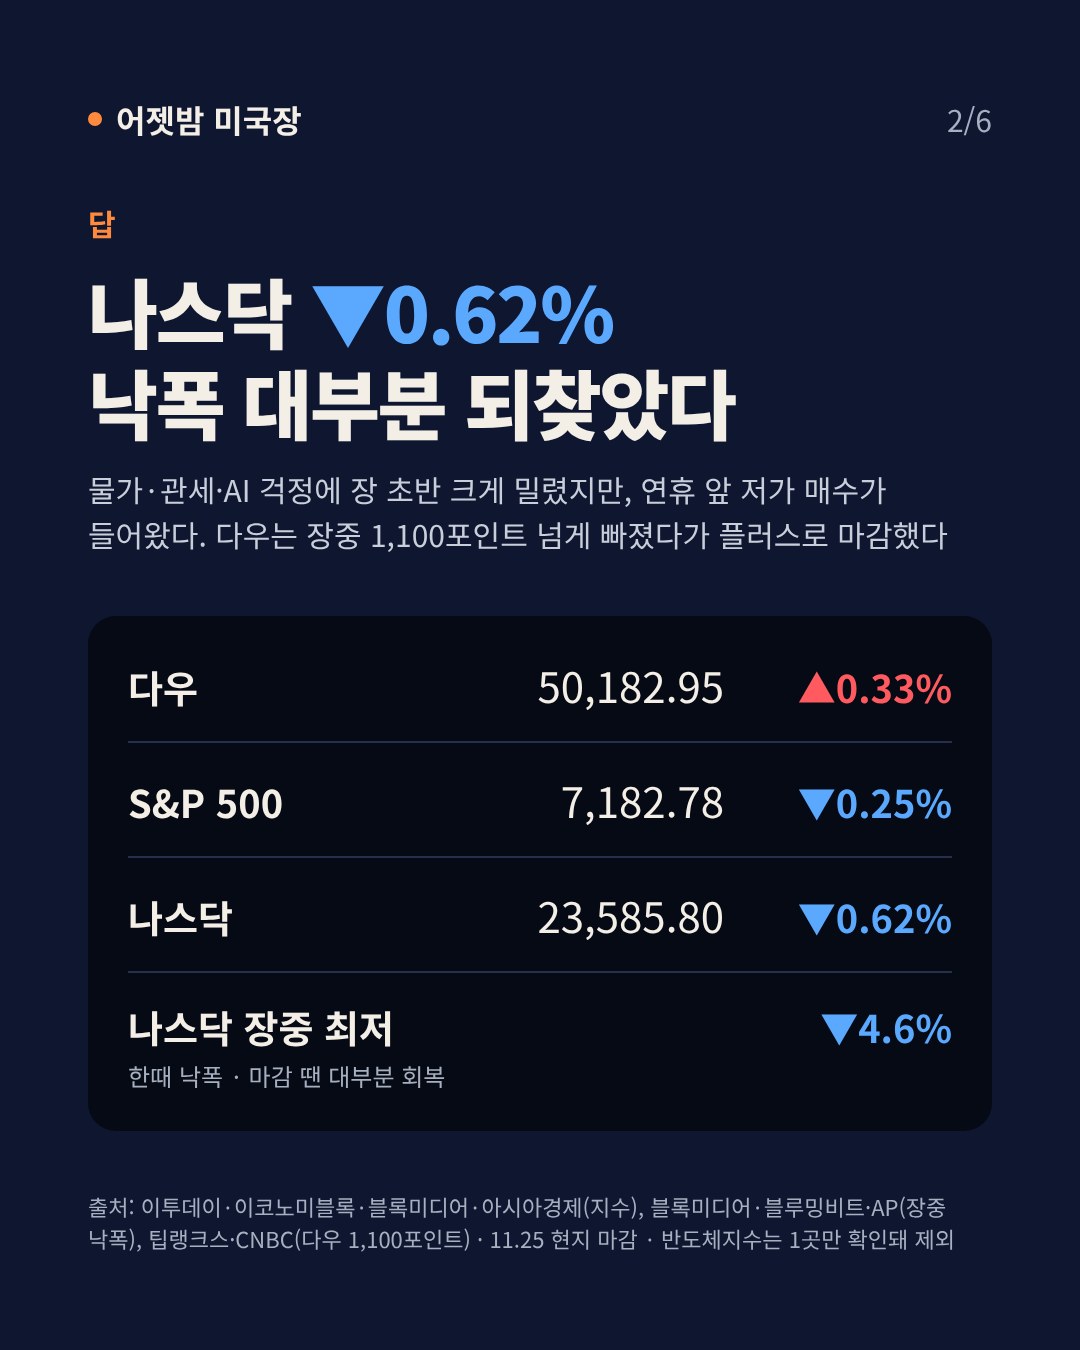 어젯밤 미국장
2/6
답
나스닥 ▼0.62%
낙폭 대부분 되찾았다
물가·관세·AI 걱정에 장 초반 크게 밀렸지만, 연휴 앞 저가 매수가
들어왔다. 다우는 장중 1,100포인트 넘게 빠졌다가 플러스로 마감했다
다우 50,182.95 ▲0.33%
S&P 500 7,182.78 ▼0.25%
나스닥 23,585.80 ▼0.62%
나스닥 장중 최저 ▼4.6%
한때 낙폭 · 마감 땐 대부분 회복
출처: 이투데이·이코노미블록·블록미디어·아시아경제(지수), 블록미디어·블루밍비트·AP(장중
낙폭), 팁랭크스·CNBC(다우 1,100포인트) · 11.25 현지 마감 · 반도체지수는 1곳만 확인돼 제외